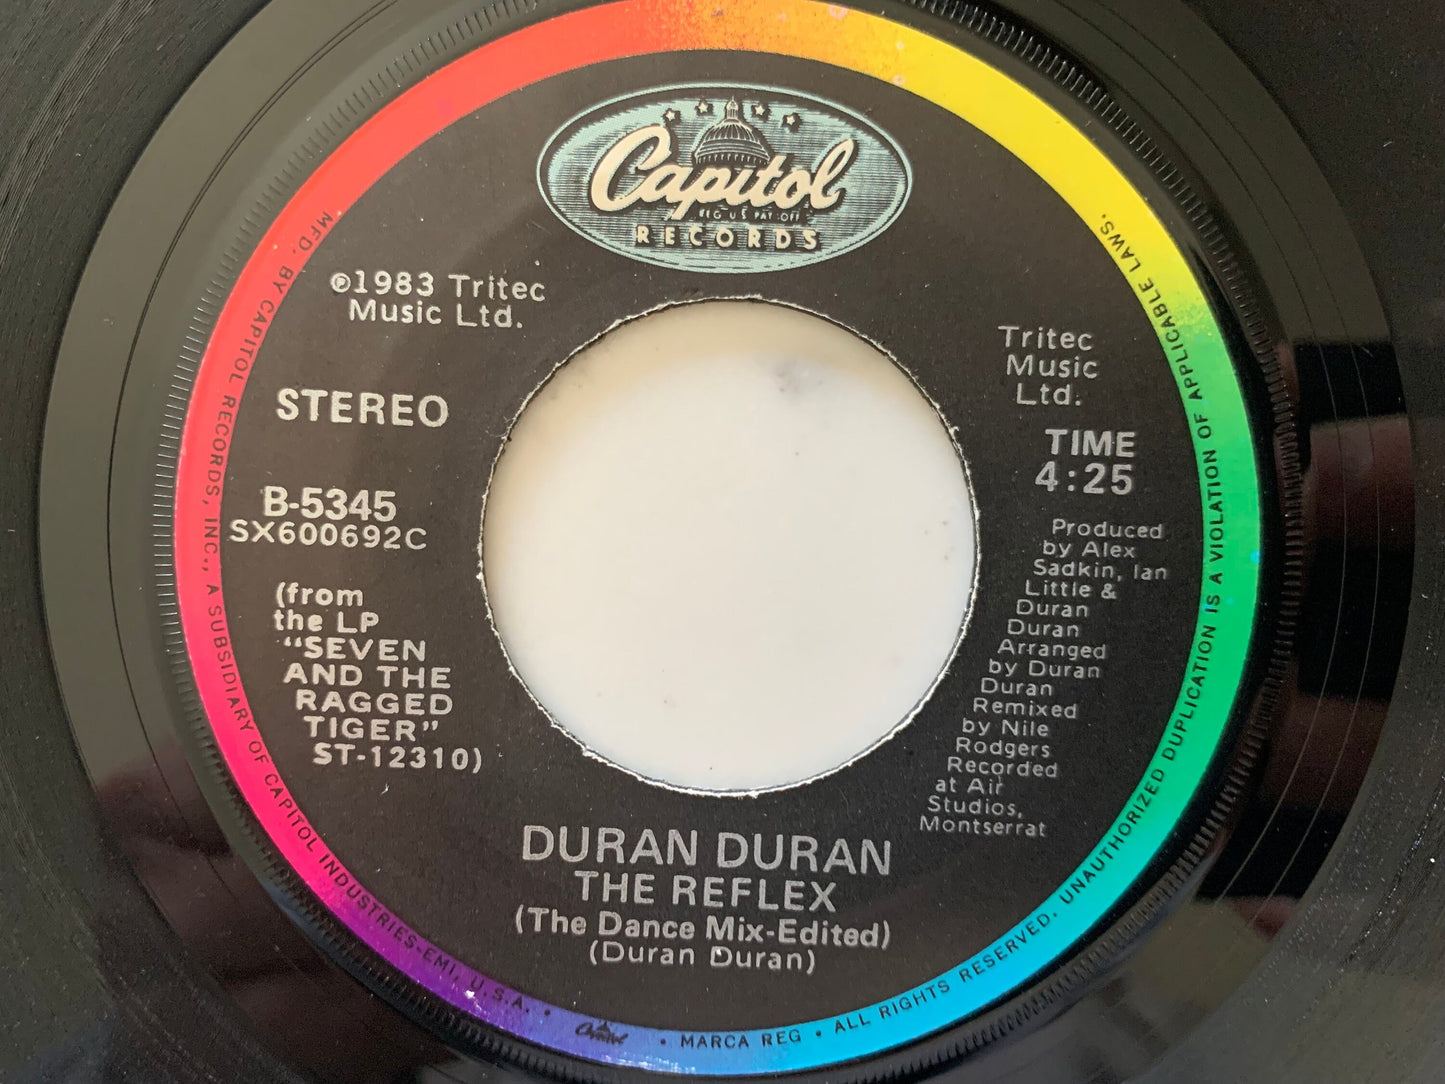 Capitol
REG U.S. PAT. OFF.
RECORDS
℗1983 Tritec
Music Ltd.
STEREO
B-5345
SX600692C
(from
the LP
"SEVEN
AND THE
RAGGED
TIGER"
ST-12310)
Tritec
Music
Ltd.
TIME
4:25
Produced
by Alex
Sadkin, Ian
Little &
Duran
Duran
Arranged
by Duran
Duran
Remixed
by Nile
Rodgers
Recorded
at Air
Studios,
Montserrat
DURAN DURAN
THE REFLEX
(The Dance Mix-Edited)
(Duran Duran)
MFD. BY CAPITOL RECORDS, INC., A SUBSIDIARY OF CAPITOL INDUSTRIES-EMI, U.S.A. • Capitol • MARCA REG • ALL RIGHTS RESERVED. UNAUTHORIZED DUPLICATION IS A VIOLATION OF APPLICABLE LAWS.